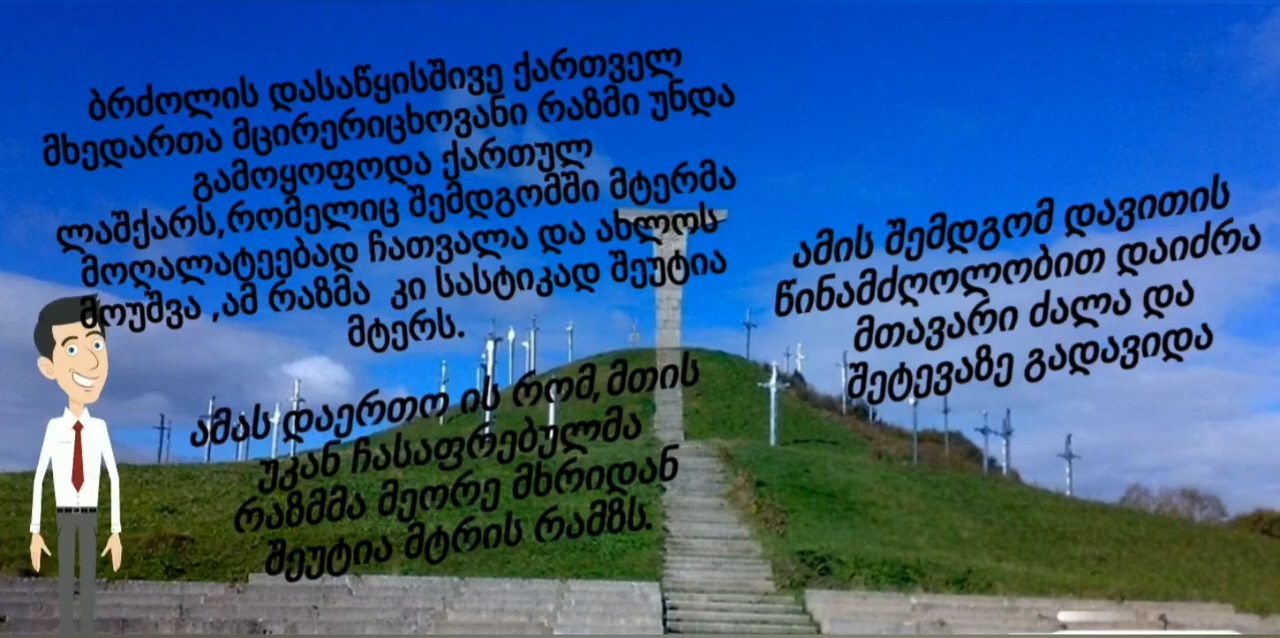 ბრძოლის დასაწყისშივე ქართველ
მხედართა მცირერიცხოვანი რაზმი უნდა
გამოყოფოდა ქართულ
ლაშქარს,რომელიც შემდგომში მტერმა
მოღალატეებად ჩათვალა და ახლოს
მოუშვა ,ამ რაზმა კი სასტიკად შეუტია
მტერს.
ამას დაერთო ის რომ,მთის
უკან ჩასაფრებულმა
რაზმმა მეორე მხრიდან
შეუტია მტრის რამზს.
ამის შემდგომ დავითის
წინამძღოლობით დაიძრა
მთავარი ძალა და
შეტევაზე გადავიდა